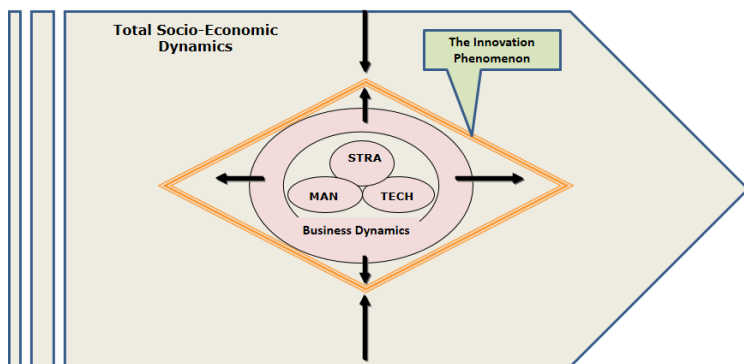 Total Socio-Economic
Dynamics
The Innovation
Phenomenon
STRA
MAN
TECH
Business Dynamics